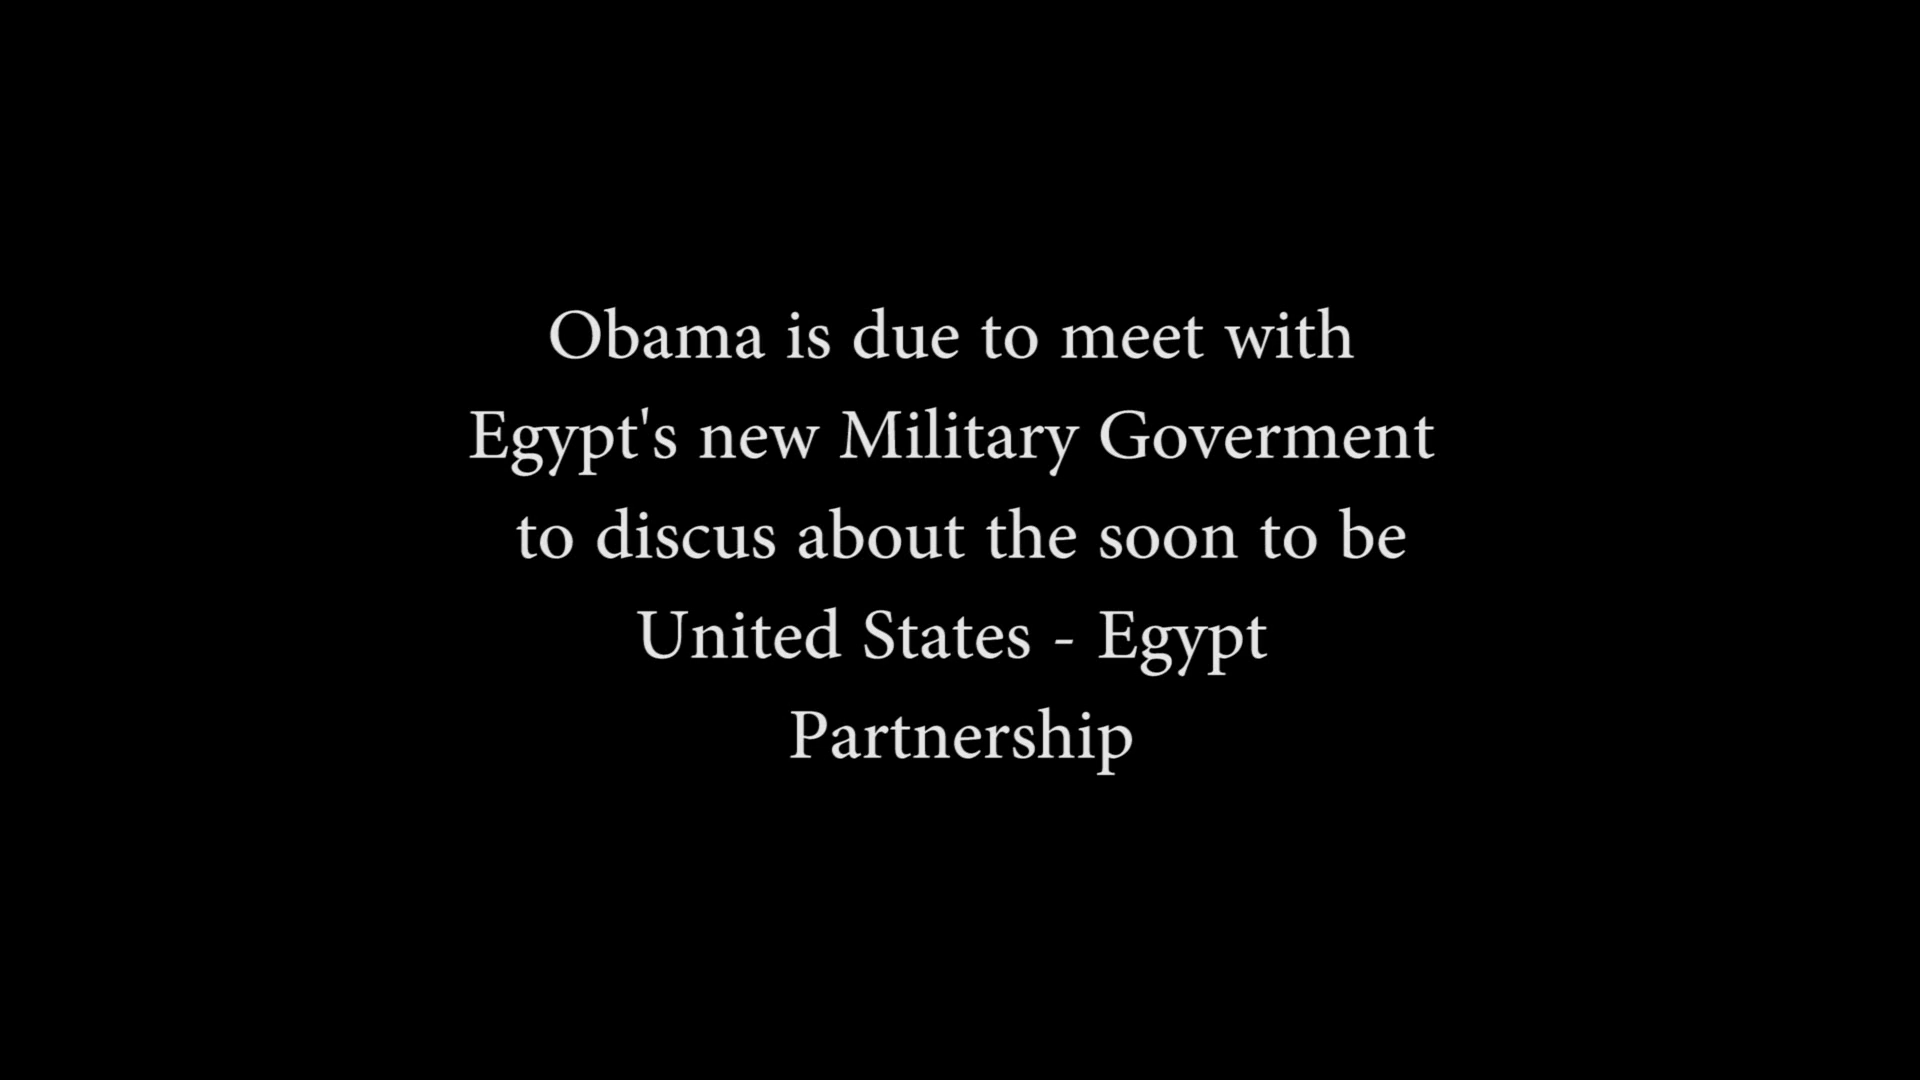 Obama is due to meet with
Egypt's new Military Goverment
to discus about the soon to be
United States - Egypt
Partnership